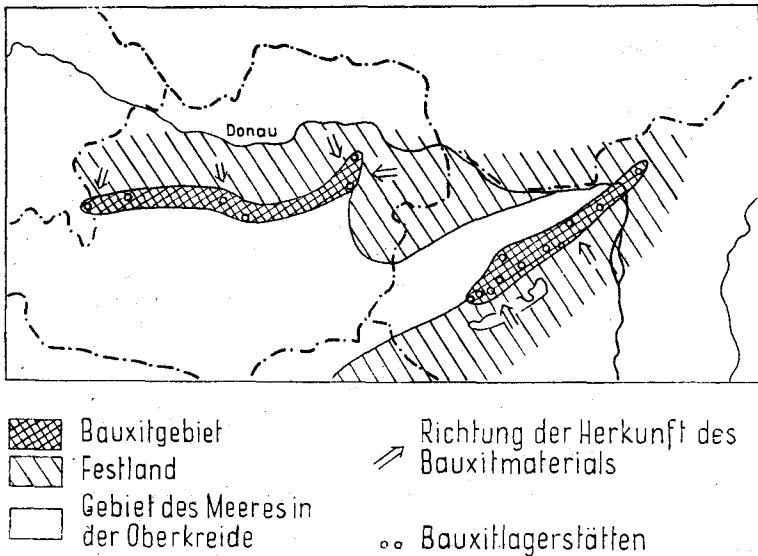 Donau
Bauxitgebiet
Festland
Gebiet des Meeres in
der Oberkreide
Richtung der Herkunft des
Bauxitmaterials
Bauxitlagerstätten